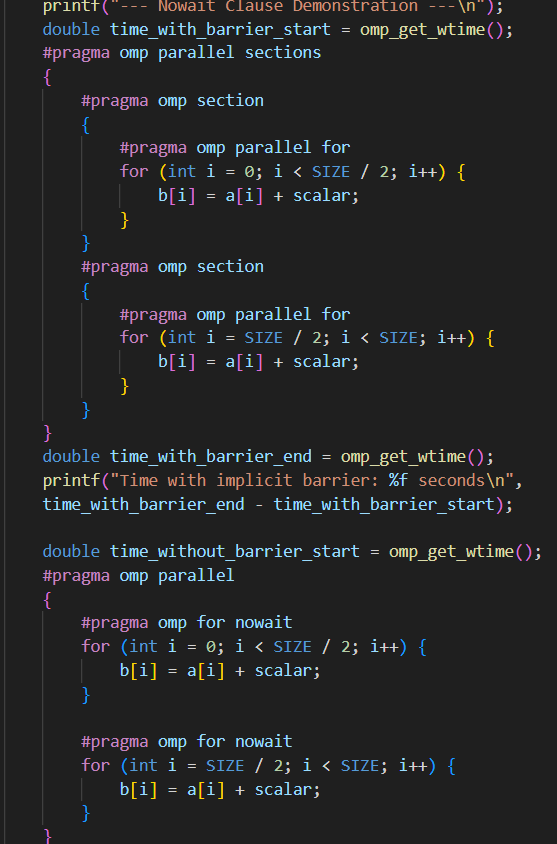 printf("--- Nowait Clause Demonstration ---\n");
double time_with_barrier_start = omp_get_wtime();
#pragma omp parallel sections
{
#pragma omp section
{
#pragma omp parallel for
for (int i = 0; i < SIZE / 2; i++) {
b[i] = a[i] + scalar;
}
}
#pragma omp section
{
#pragma omp parallel for
for (int i = SIZE / 2; i < SIZE; i++) {
b[i] = a[i] + scalar;
}
}
}
double time_with_barrier_end = omp_get_wtime();
printf("Time with implicit barrier: %f seconds\n",
time_with_barrier_end - time_with_barrier_start);
double time_without_barrier_start = omp_get_wtime();
#pragma omp parallel
{
#pragma omp for nowait
for (int i = 0; i < SIZE / 2; i++) {
b[i] = a[i] + scalar;
}
#pragma omp for nowait
for (int i = SIZE / 2; i < SIZE; i++) {
b[i] = a[i] + scalar;
}
}